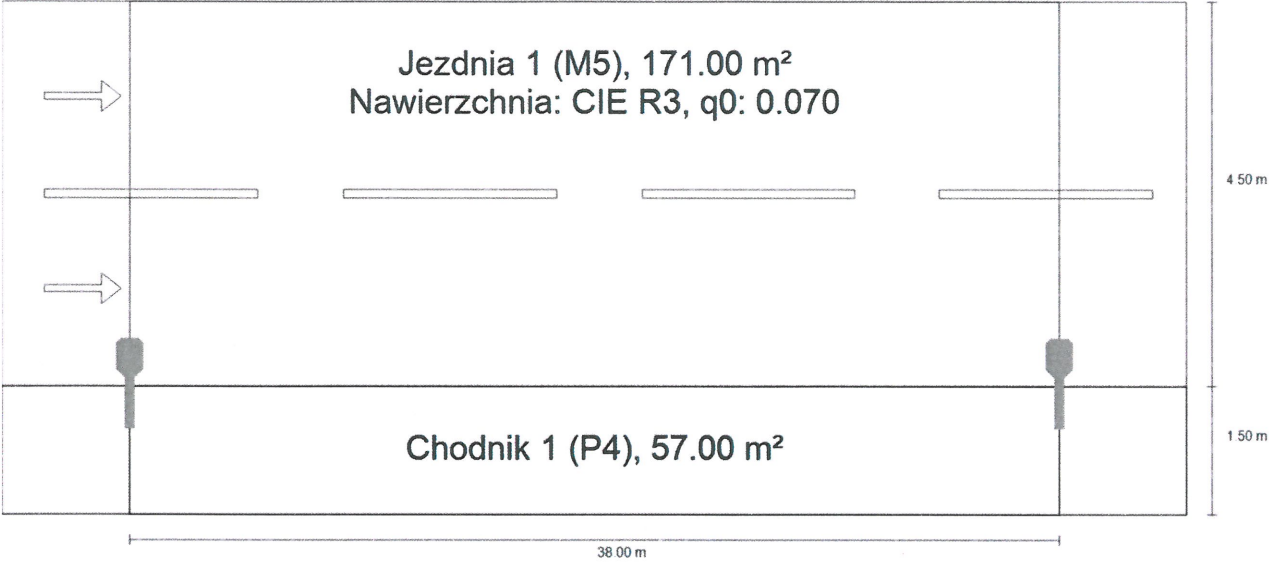 Jezdnia 1 (M5), 171.00 m²
Nawierzchnia: CIE R3, q0: 0.070
4 50 m
Chodnik 1 (P4), 57.00 m²
1 50 m
38 00 m